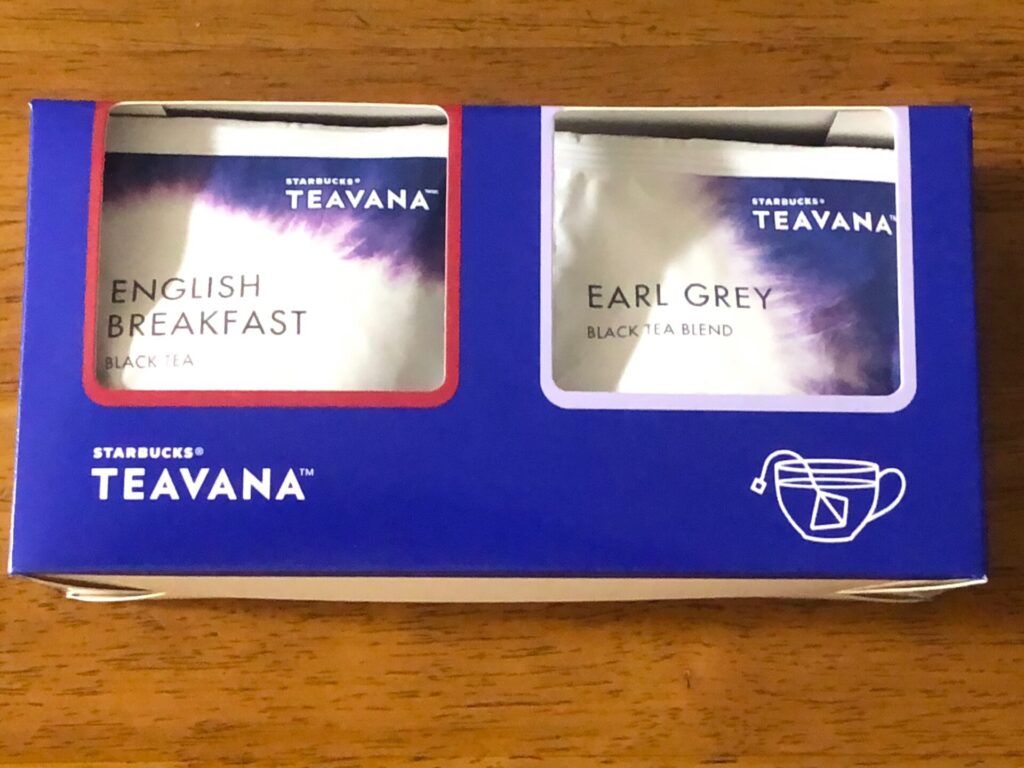 STARBUCKS®
TEAVANA™
ENGLISH
BREAKFAST
BLACK TEA
STARBUCKS®
TEAVANA™
EARL GREY
BLACK TEA BLEND
STARBUCKS®
TEAVANA™